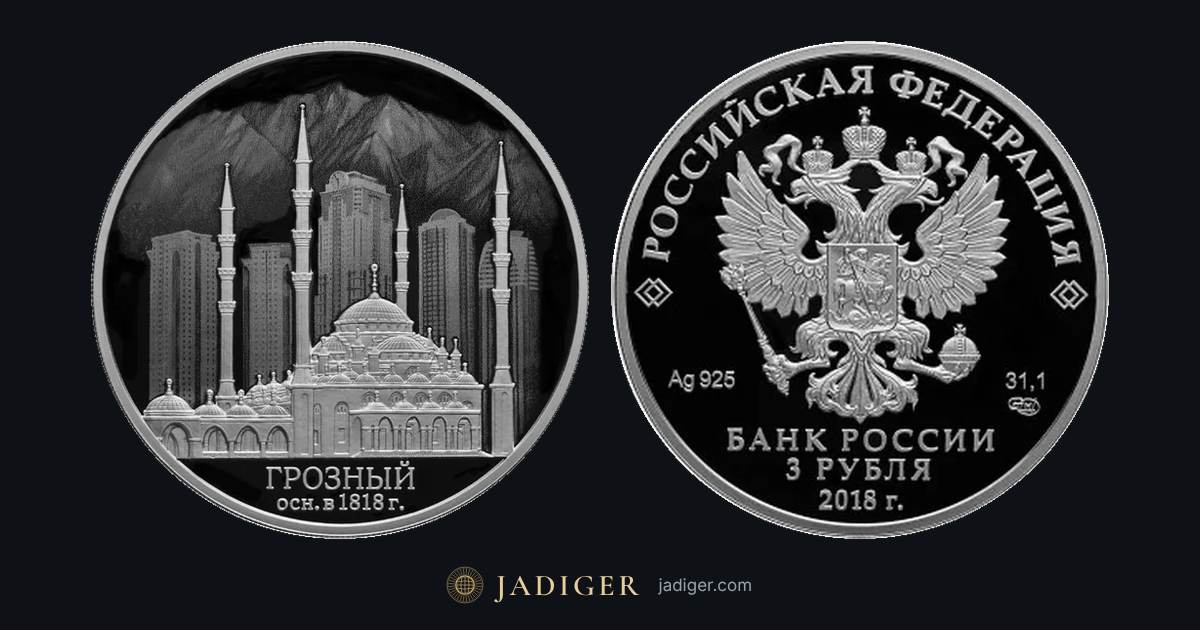 ГРОЗНЫЙ
осн. в 1818 г.
РОССИЙСКАЯ ФЕДЕРАЦИЯ
Ag 925
31,1
БАНК РОССИИ
3 РУБЛЯ
2018 г.
JADIGER
jadiger.com